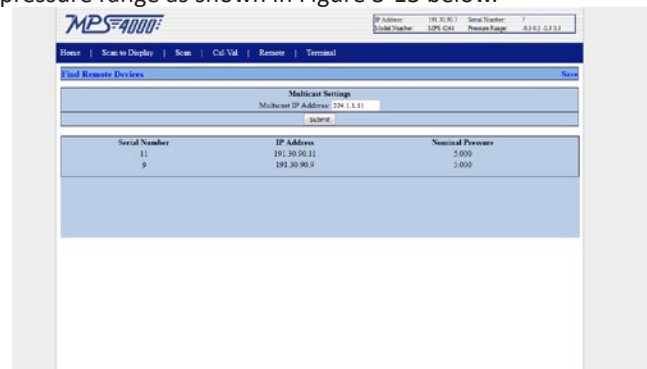 pressure range as shown in Figure 3-13 below.
MPS-4000:
IP Address: 191.30.90.7 Serial Number: 7
Model Number: MPS 4264 Pressure Range:
Home | Scan to Display | Scan | Cal/Val | Remote | Terminal
Find Remote Devices Save
Multicast Settings
Multicast IP Address: 224.1.1.11
submit
Serial Number IP Address Nominal Pressure
11 191.30.90.11 5.000
9 191.30.90.9 5.000